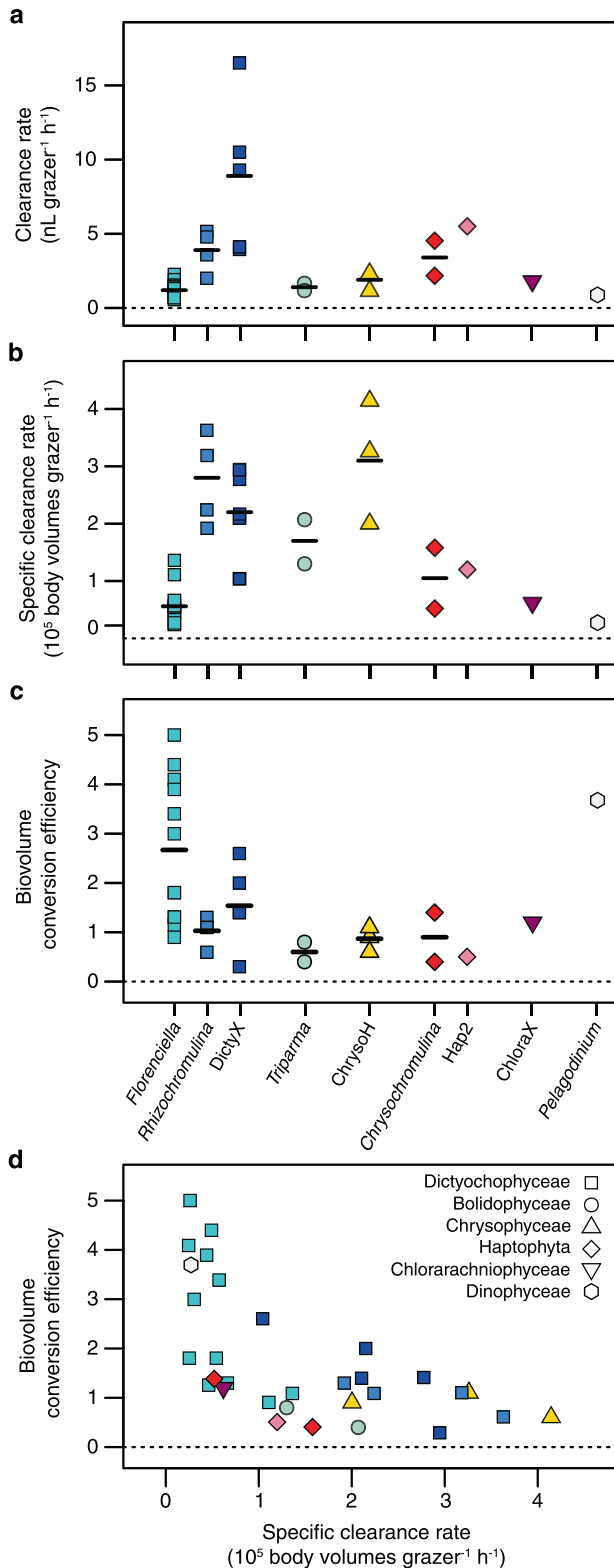 a
Clearance rate
(nL grazer⁻¹ h⁻¹)
15
10
5
0
b
Specific clearance rate
(10⁵ body volumes grazer⁻¹ h⁻¹)
4
3
2
1
0
c
Biovolume
conversion efficiency
5
4
3
2
1
0
Florenciella
Rhizochromulina
DictyX
Triparma
ChrysoH
Chrysochromulina
Hap2
ChloraX
Pelagodinium
d
Biovolume
conversion efficiency
5
4
3
2
1
0
Dictyochophyceae
Bolidophyceae
Chrysophyceae
Haptophyta
Chlorarachniophyceae
Dinophyceae
0 1 2 3 4
Specific clearance rate
(10⁵ body volumes grazer⁻¹ h⁻¹)